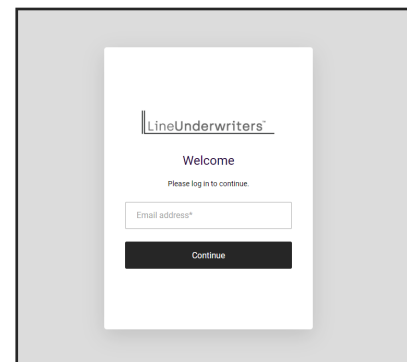 LineUnderwriters™
Welcome
Please log in to continue.
Email address*
Continue